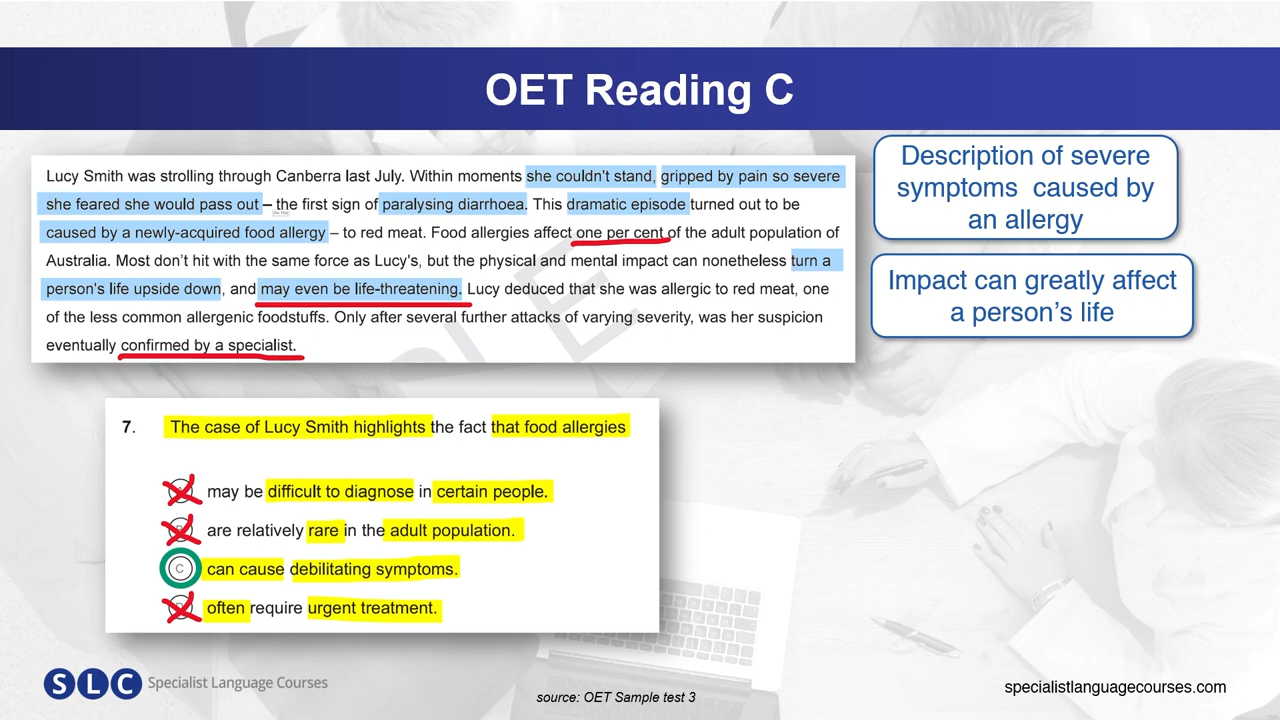 OET Reading C
Lucy Smith was strolling through Canberra last July. Within moments she couldn't stand, gripped by pain so severe
she feared she would pass out – the first sign of paralysing diarrhoea. This dramatic episode turned out to be
caused by a newly-acquired food allergy – to red meat. Food allergies affect one per cent of the adult population of
Australia. Most don't hit with the same force as Lucy's, but the physical and mental impact can nonetheless turn a
person's life upside down, and may even be life-threatening. Lucy deduced that she was allergic to red meat, one
of the less common allergenic foodstuffs. Only after several further attacks of varying severity, was her suspicion
eventually confirmed by a specialist.
Description of severe
symptoms caused by
an allergy
Impact can greatly affect
a person's life
7. The case of Lucy Smith highlights the fact that food allergies
may be difficult to diagnose in certain people.
are relatively rare in the adult population.
C can cause debilitating symptoms.
often require urgent treatment.
SLC Specialist Language Courses
source: OET Sample test 3
specialistlanguagecourses.com